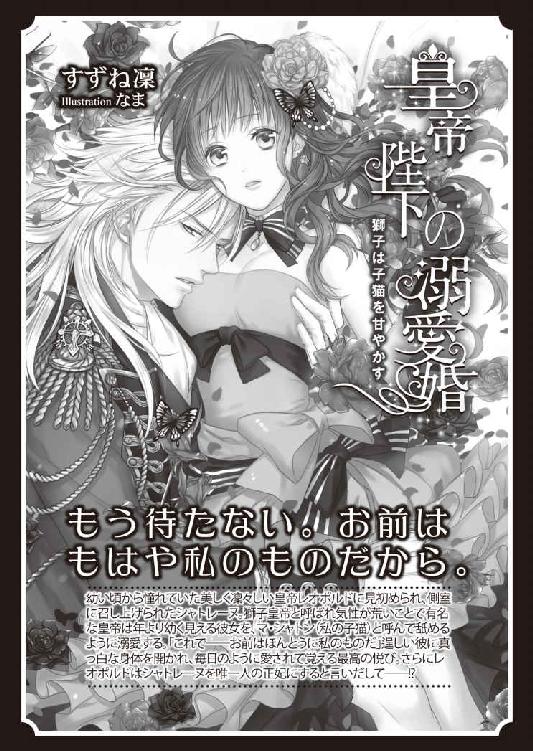 皇帝陛下の溺愛婚
獅子は子猫を甘やかす
すずね凜
Illustration なま
もう待たない。お前は
もはや私のものだから。
幼い頃から憧れていた美しく凜々しい皇帝レオポルドに見初められ、側室
に召し上げられたシャトレーヌ。獅子皇帝と呼ばれ気性が荒いことで有名
な皇帝は年より幼く見える彼女を、マ・シャトン（私の子猫）と呼んで舐める
ように溺愛する。「これで――お前はほんとうに私のものだ」逞しい彼に真
っ白な身体を開かれ、毎日のように愛されて覚える最高の悦び。さらにレ
オポルドはシャトレーヌを唯一人の正妃にすると言いだして――!?